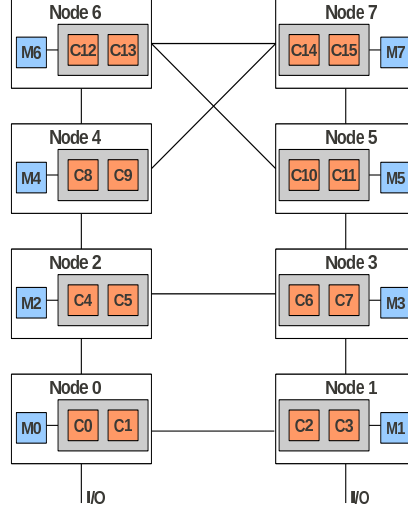 Node 6
Node 7
M6 C12 C13
C14 C15 M7
Node 4
Node 5
M4 C8 C9
C10 C11 M5
Node 2
Node 3
M2 C4 C5
C6 C7 M3
Node 0
Node 1
M0 C0 C1
C2 C3 M1
I/O
I/O